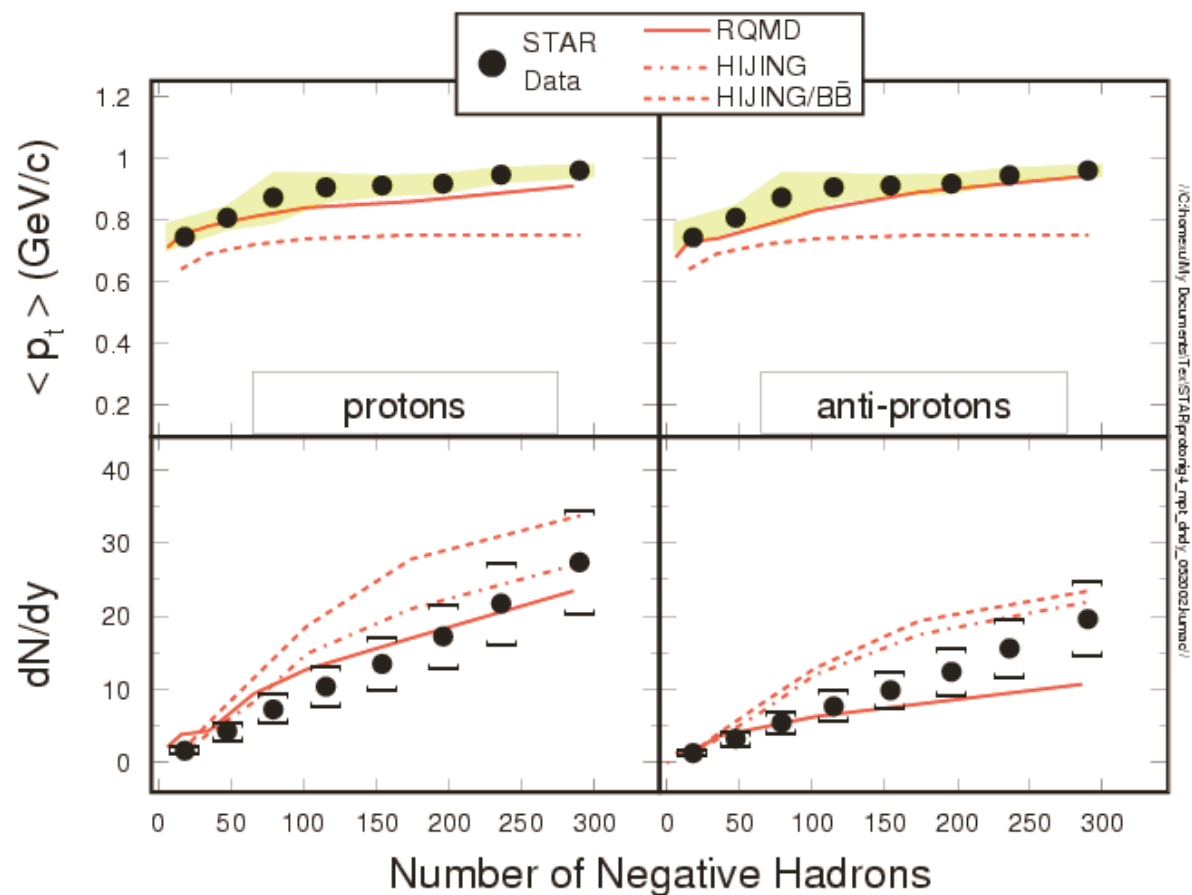 STAR
Data
RQMD
HIJING
HIJING/BB̄
1.2
1
0.8
0.6
0.4
0.2
< pₜ > (GeV/c)
protons
anti-protons
40
30
20
10
0
dN/dy
0 50 100 150 200 250 300
0 50 100 150 200 250 300
Number of Negative Hadrons